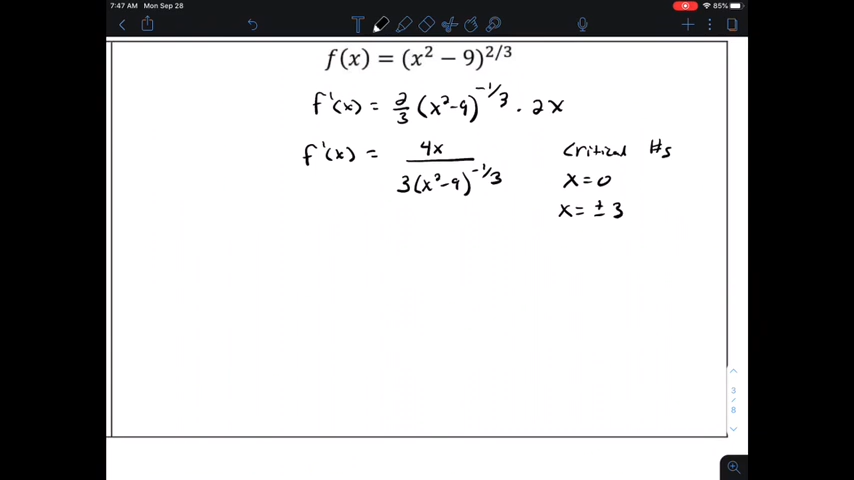 7:47 AM Mon Sep 28
85%
f(x) = (x² − 9)^{2/3}
f'(x) = 2/3 (x²-9)^{-1/3} · 2x
f'(x) = 4x / 3(x²-9)^{-1/3}
Critical #s
x=0
x= ± 3
3
/
8